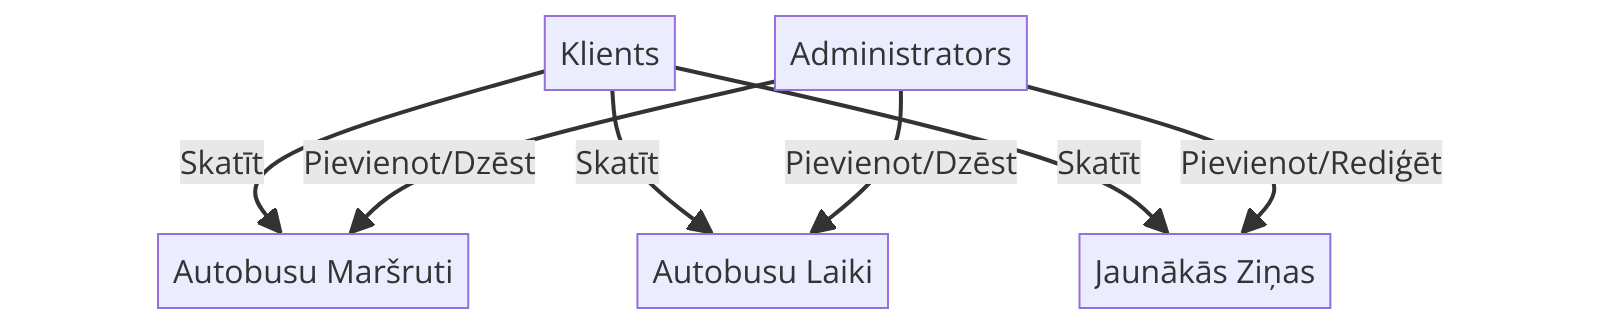 Klients
Administrators
Skatīt
Pievienot/Dzēst
Skatīt
Pievienot/Dzēst
Skatīt
Pievienot/Rediģēt
Autobusu Maršruti
Autobusu Laiki
Jaunākās Ziņas